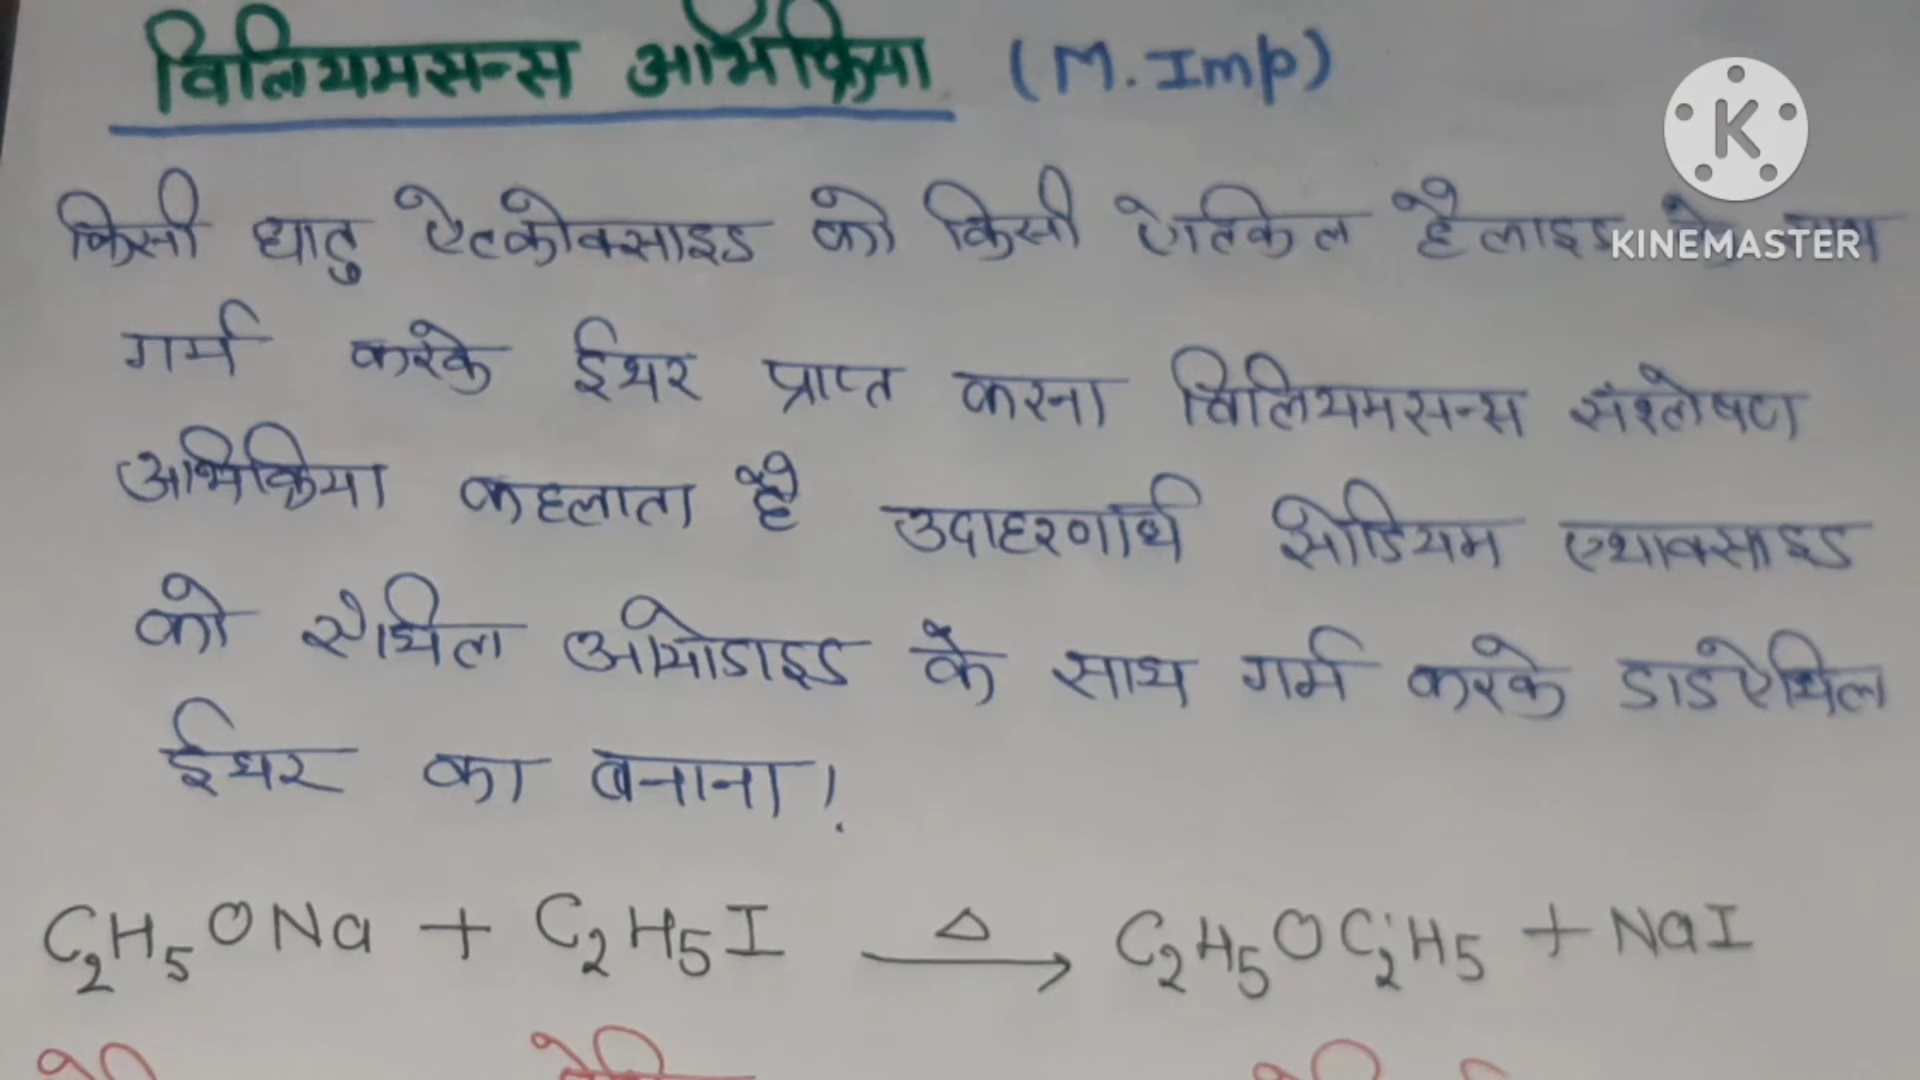 विलियमसन्स अभिक्रिया (M. Imp)
किसी धातु ऐल्कोक्साइड को किसी ऐल्किल हैलाइड के साथ
KINEMASTER
गर्म करके ईथर प्राप्त करना विलियमसन्स संश्लेषण
अभिक्रिया कहलाता है उदाहरणार्थ सोडियम एथाक्साइड
को ऐथिल आयोडाइड के साथ गर्म करके डाइऐथिल
ईथर का बनाना।
C₂H₅ONa + C₂H₅I —Δ→ C₂H₅OC₂H₅ + NaI